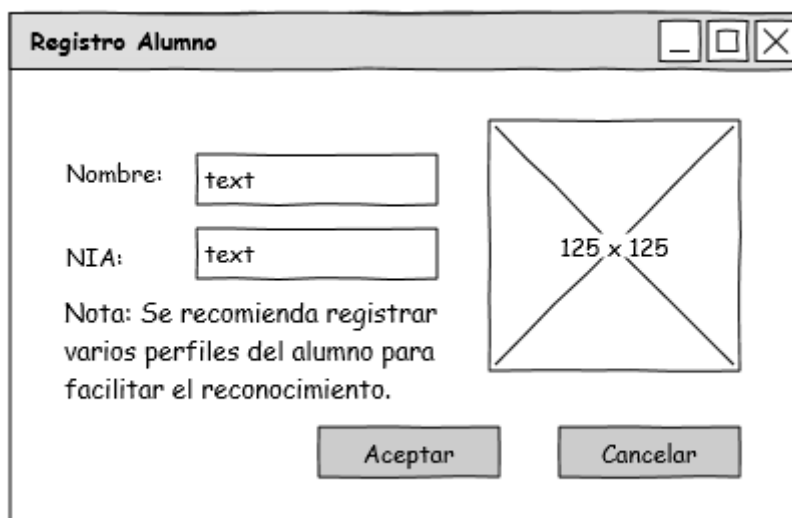 Registro Alumno
Nombre:
text
125 x 125
NIA:
text
Nota: Se recomienda registrar
varios perfiles del alumno para
facilitar el reconocimiento.
Aceptar
Cancelar